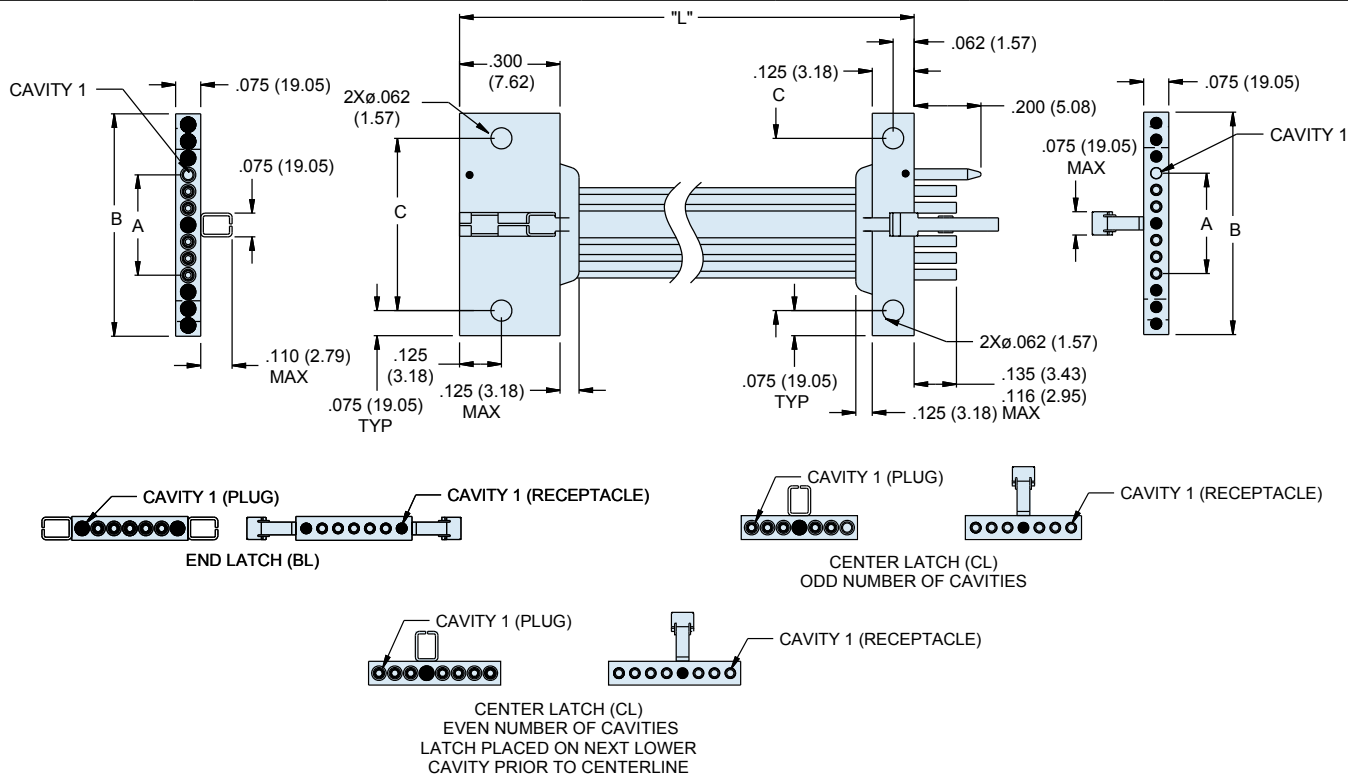 "L"
.062 (1.57)
.300
(7.62)
.125 (3.18)
.075 (19.05)
CAVITY 1
2Xø.062
(1.57)
C
.200 (5.08)
.075 (19.05)
CAVITY 1
.075 (19.05)
.075 (19.05)
MAX
B
A
C
A
B
.110 (2.79)
MAX
.125
(3.18)
.075 (19.05)
TYP
.125 (3.18)
MAX
2Xø.062 (1.57)
.075 (19.05)
TYP
.135 (3.43)
.116 (2.95)
.125 (3.18) MAX
CAVITY 1 (PLUG)
CAVITY 1 (RECEPTACLE)
END LATCH (BL)
CAVITY 1 (PLUG)
CAVITY 1 (RECEPTACLE)
CENTER LATCH (CL)
ODD NUMBER OF CAVITIES
CAVITY 1 (PLUG)
CAVITY 1 (RECEPTACLE)
CENTER LATCH (CL)
EVEN NUMBER OF CAVITIES
LATCH PLACED ON NEXT LOWER
CAVITY PRIOR TO CENTERLINE